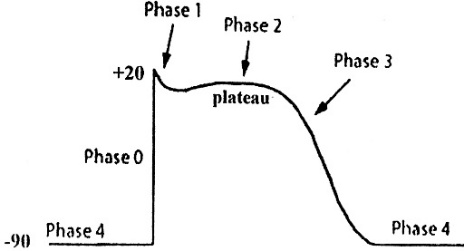 Phase 1
Phase 2
Phase 3
+20
plateau
Phase 0
Phase 4
Phase 4
-90